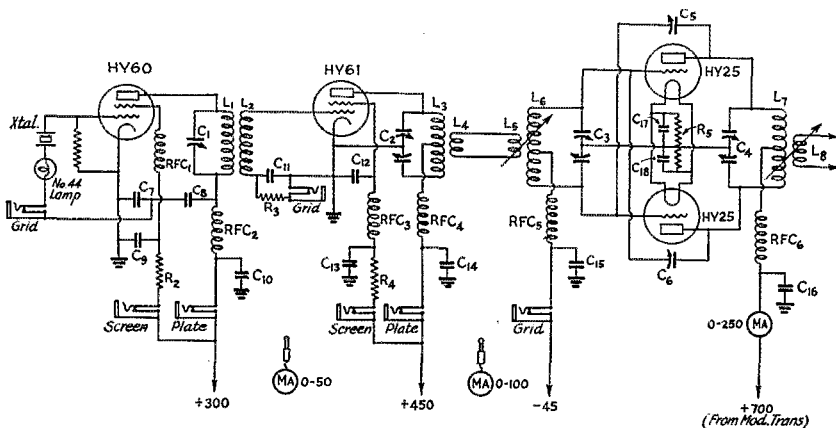 HY60
Xtal.
No.44
Lamp
Grid
C7
C8
C9
R2
RFC1
C1
L1
L2
RFC2
C10
Screen
Plate
+300
MA 0-50
HY61
C11
R3
Grid
C12
C2
L3
RFC3
RFC4
C13
R4
C14
Screen
Plate
+450
MA 0-100
L4
L5
L6
C3
RFC5
C15
Grid
-45
C5
HY25
C17
C18
R5
C4
HY25
C6
L7
L8
RFC6
C16
0-250 MA
+700
(From Mod.Trans)